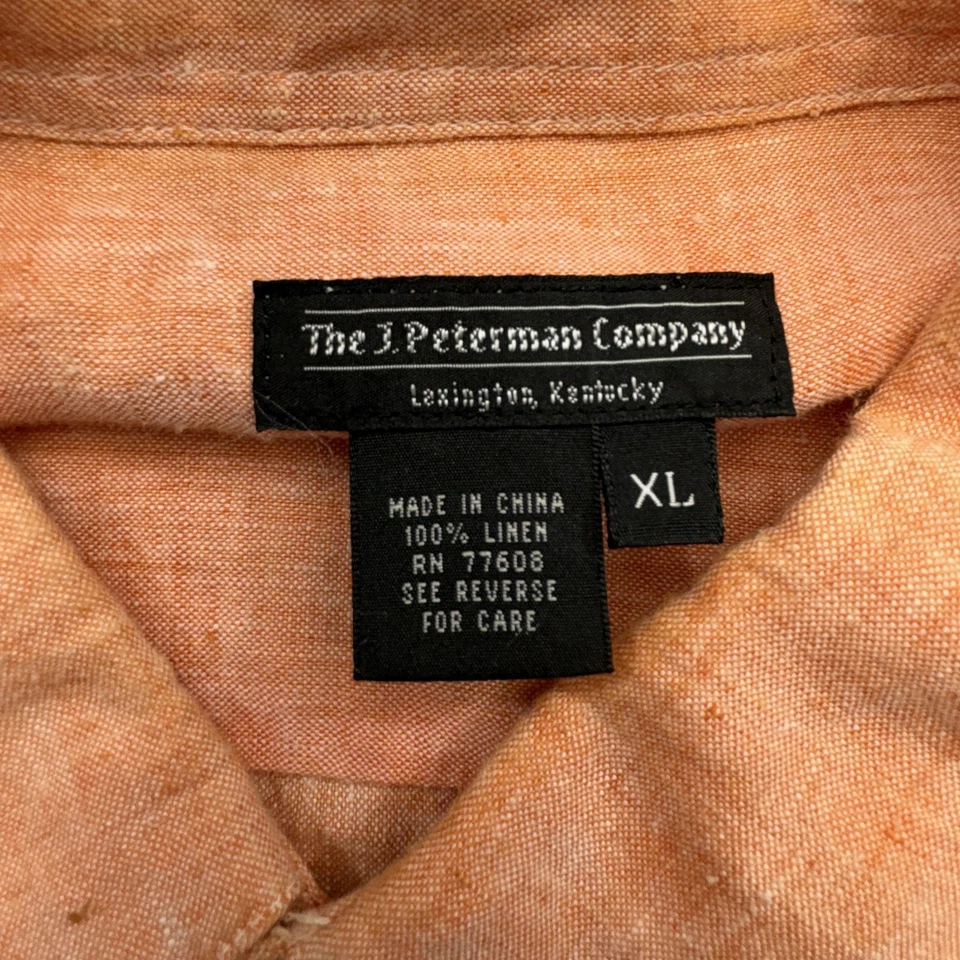 The J. Peterman Company
Lexington, Kentucky
XL
MADE IN CHINA
100% LINEN
RN 77608
SEE REVERSE
FOR CARE